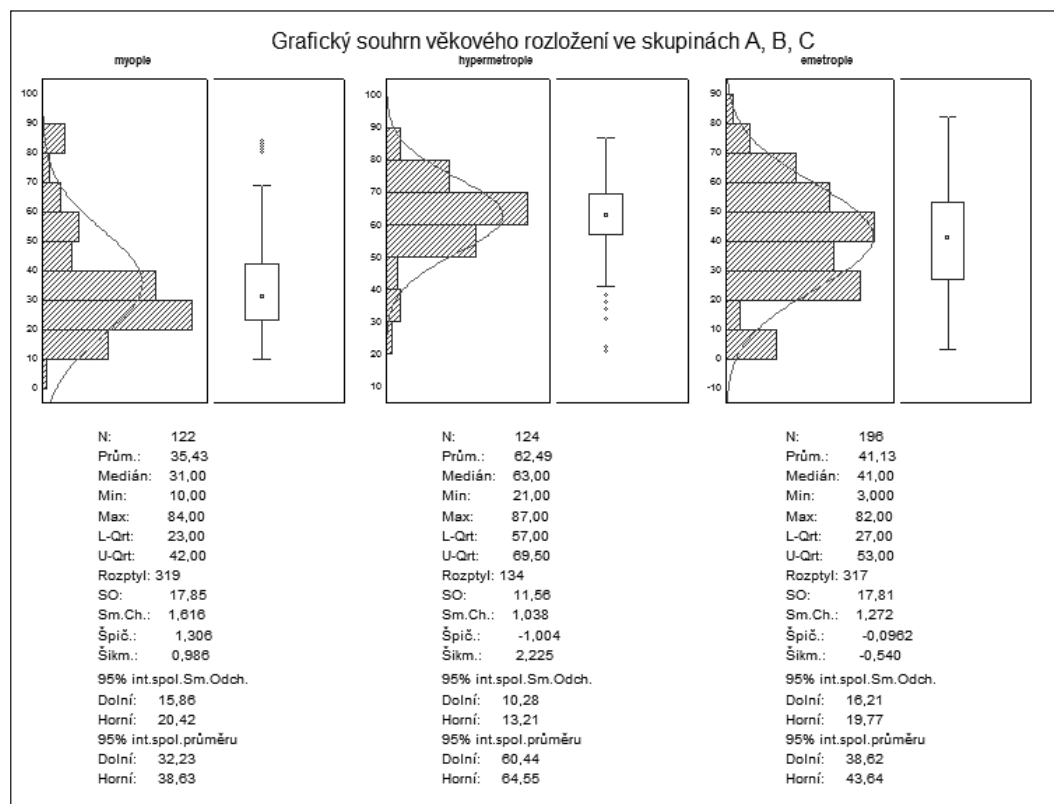 Grafický souhrn věkového rozložení ve skupinách A, B, C
myopie
100
90
80
70
60
50
40
30
20
10
0
N: 122
Prům.: 35,43
Medián: 31,00
Min: 10,00
Max: 84,00
L-Qrt: 23,00
U-Qrt: 42,00
Rozptyl: 319
SO: 17,85
Sm.Ch.: 1,616
Špič.: 1,306
Šikm.: 0,986
95% int.spol.Sm.Odch.
Dolní: 15,86
Horní: 20,42
95% int.spol.průměru
Dolní: 32,23
Horní: 38,63
hypermetropie
100
90
80
70
60
50
40
30
20
10
N: 124
Prům.: 62,49
Medián: 63,00
Min: 21,00
Max: 87,00
L-Qrt: 57,00
U-Qrt: 69,50
Rozptyl: 134
SO: 11,56
Sm.Ch.: 1,038
Špič.: -1,004
Šikm.: 2,225
95% int.spol.Sm.Odch.
Dolní: 10,28
Horní: 13,21
95% int.spol.průměru
Dolní: 60,44
Horní: 64,55
emetropie
90
80
70
60
50
40
30
20
10
0
-10
N: 196
Prům.: 41,13
Medián: 41,00
Min: 3,000
Max: 82,00
L-Qrt: 27,00
U-Qrt: 53,00
Rozptyl: 317
SO: 17,81
Sm.Ch.: 1,272
Špič.: -0,0962
Šikm.: -0,540
95% int.spol.Sm.Odch.
Dolní: 16,21
Horní: 19,77
95% int.spol.průměru
Dolní: 38,62
Horní: 43,64